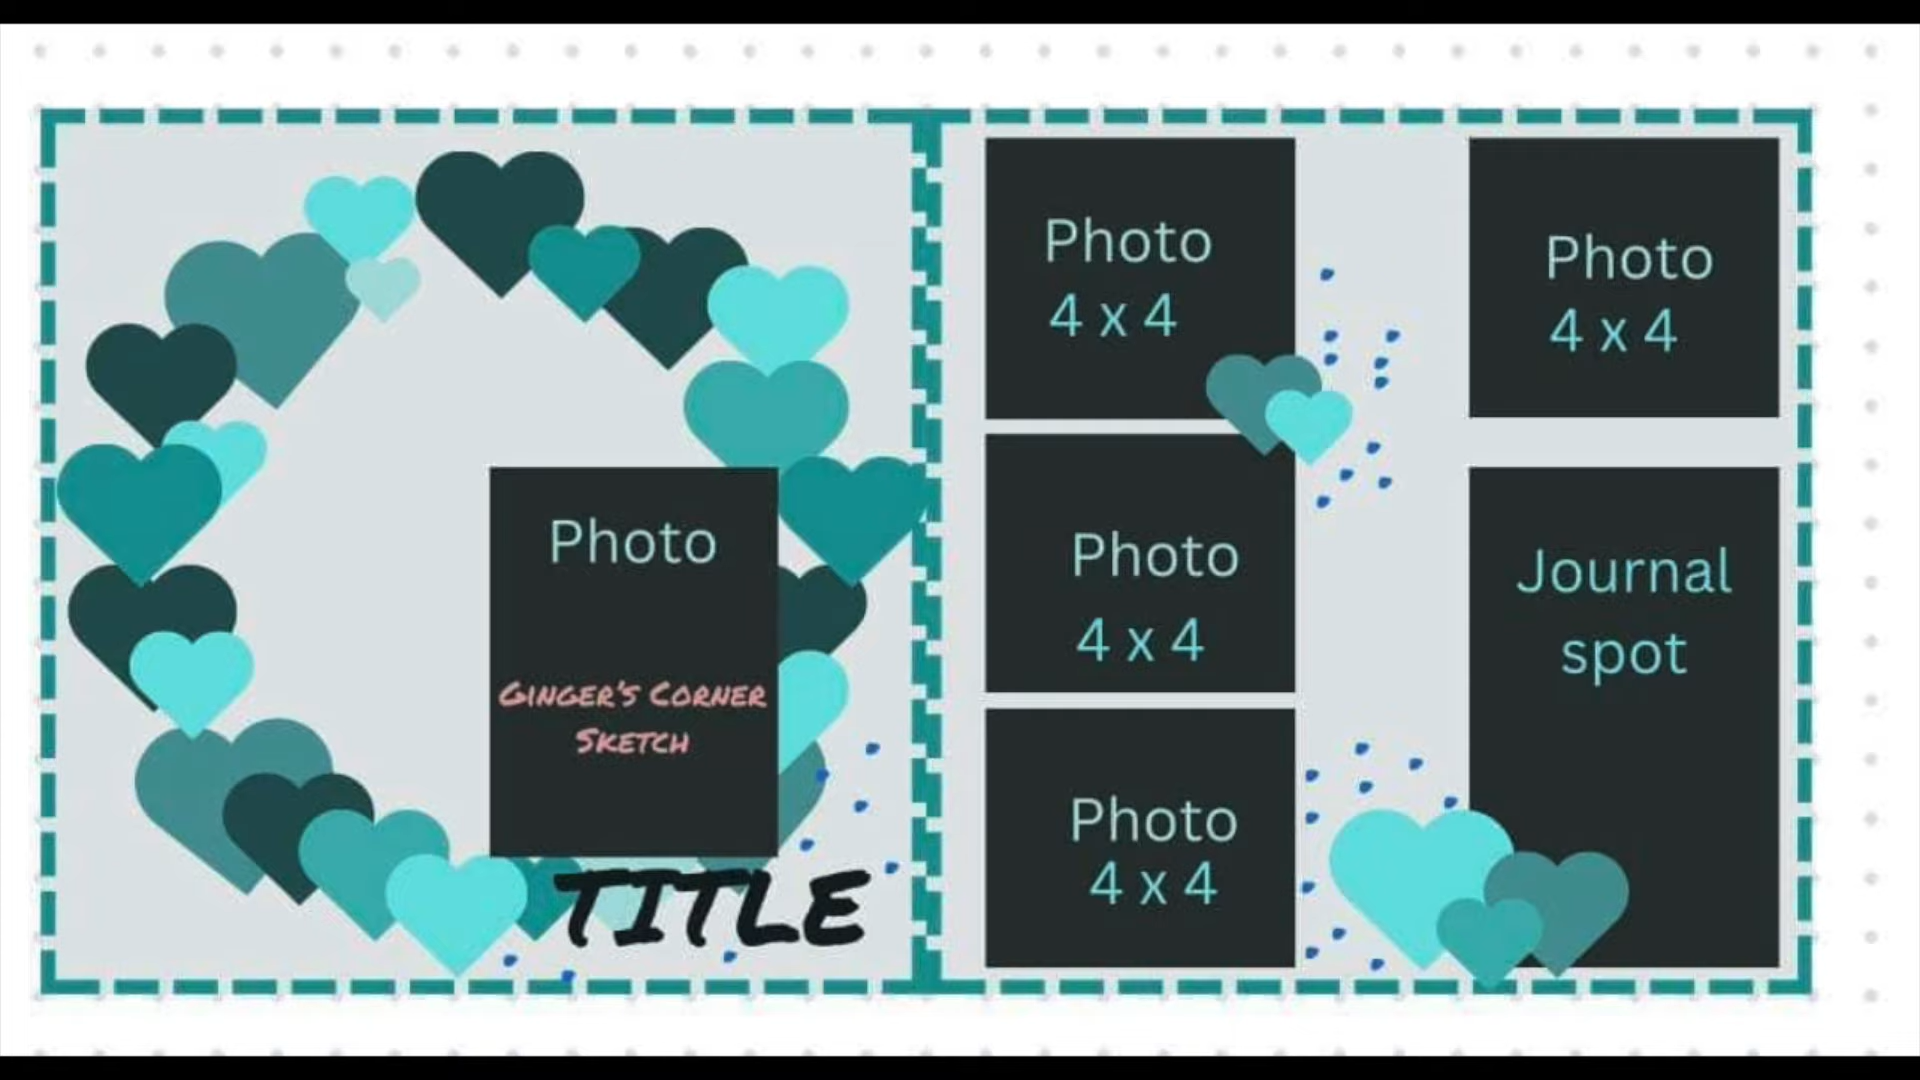 Photo
GINGER'S CORNER
SKETCH
TITLE
Photo
4 x 4
Photo
4 x 4
Photo
4 x 4
Photo
4 x 4
Journal
spot